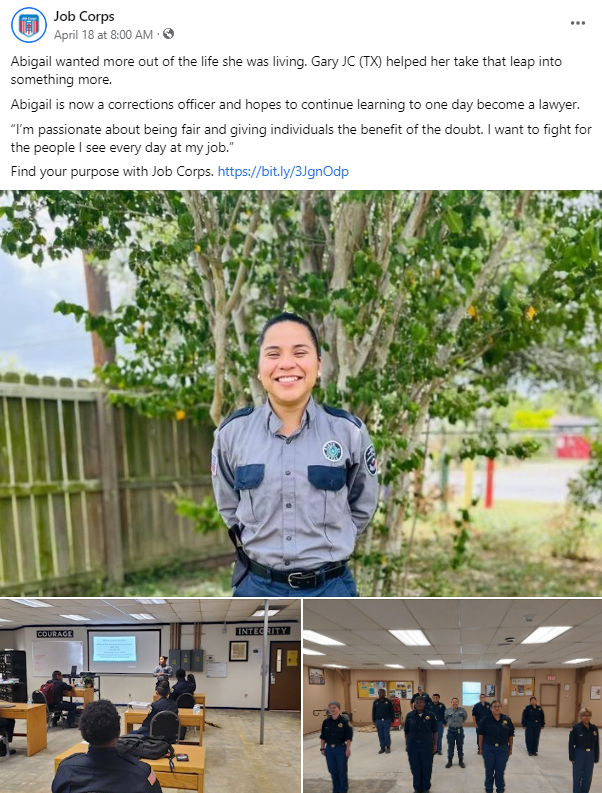 Job Corps
April 18 at 8:00 AM ·
Abigail wanted more out of the life she was living. Gary JC (TX) helped her take that leap into
something more.
Abigail is now a corrections officer and hopes to continue learning to one day become a lawyer.
“I’m passionate about being fair and giving individuals the benefit of the doubt. I want to fight for
the people I see every day at my job.”
Find your purpose with Job Corps. https://bit.ly/3JgnOdp
COURAGE
INTEGRITY